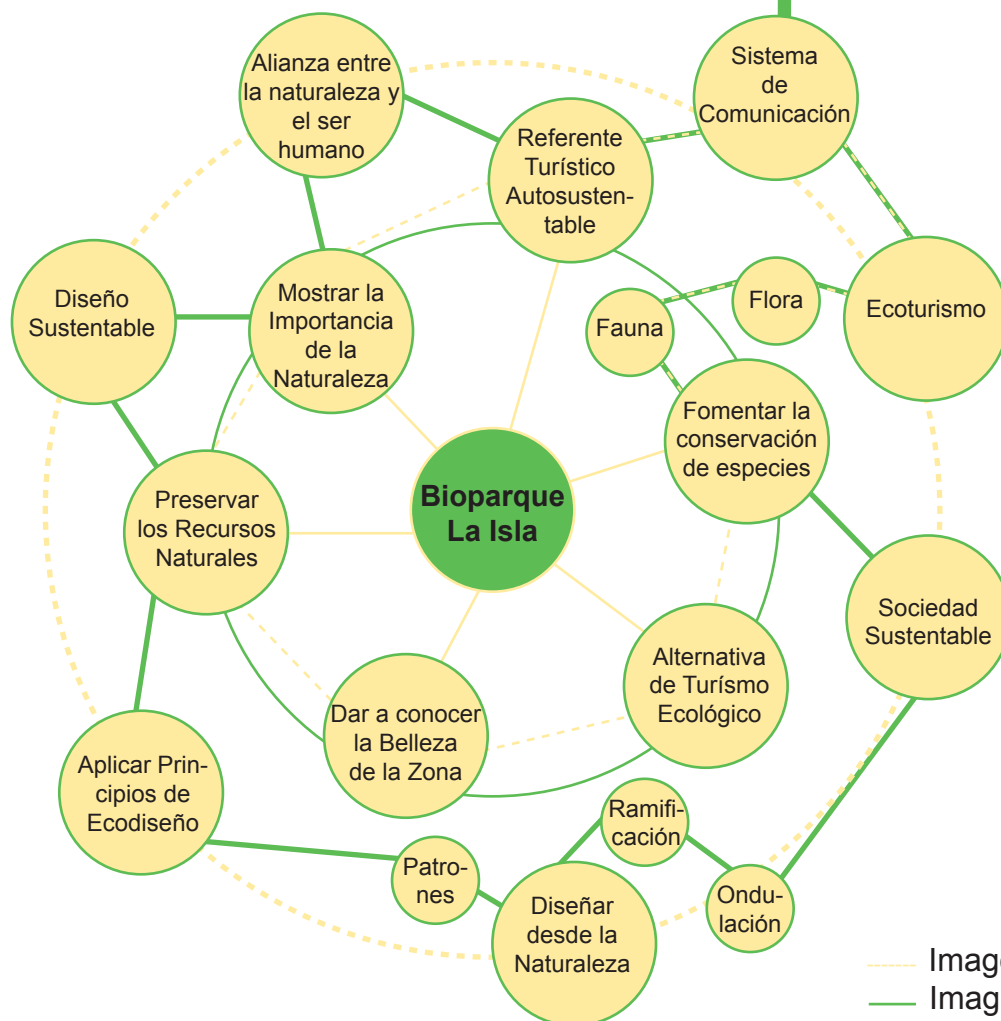 Alianza entre
la naturaleza y
el ser
humano
Sistema
de
Comunicación
Referente
Turístico
Autosusten-
table
Diseño
Sustentable
Mostrar la
Importancia
de la
Naturaleza
Fauna
Flora
Ecoturismo
Fomentar la
conservación
de especies
Bioparque
La Isla
Preservar
los Recursos
Naturales
Sociedad
Sustentable
Alternativa
de Turísmo
Ecológico
Dar a conocer
la Belleza
de la Zona
Aplicar Prin-
cipios de
Ecodiseño
Ramifi-
cación
Patro-
nes
Ondu-
lación
Diseñar
desde la
Naturaleza